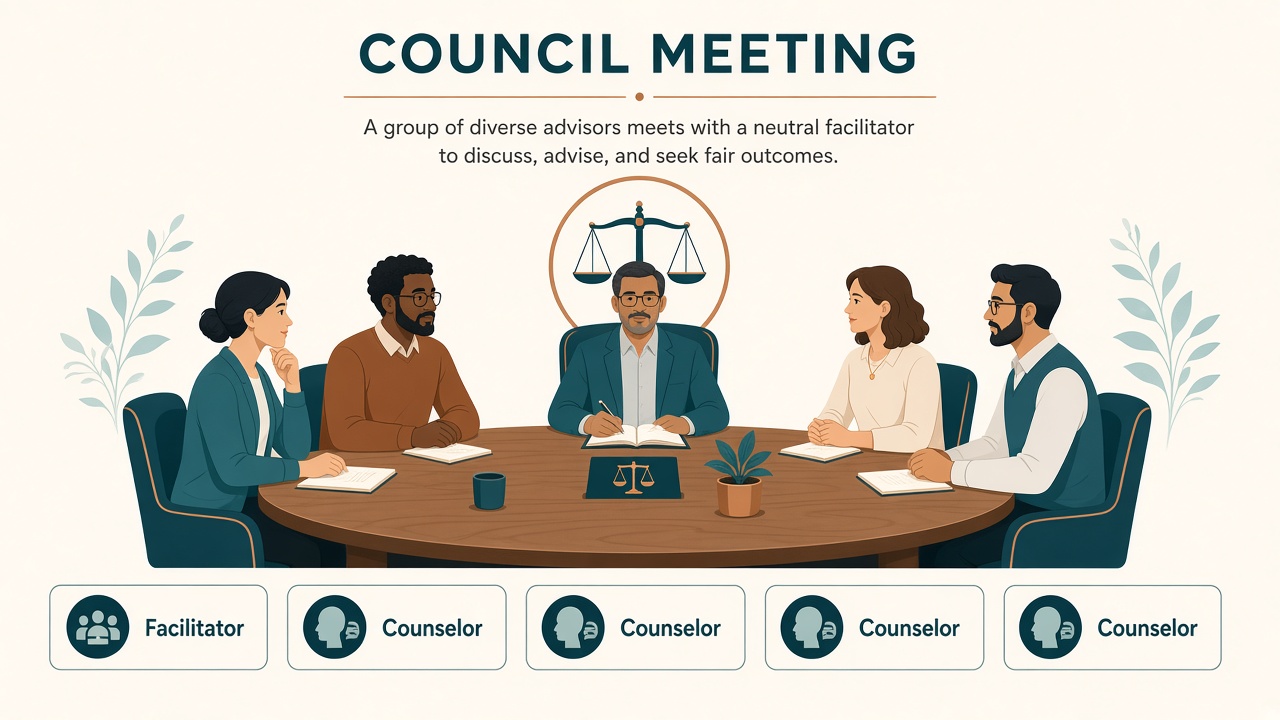 COUNCIL MEETING
A group of diverse advisors meets with a neutral facilitator
to discuss, advise, and seek fair outcomes.
Facilitator
Counselor
Counselor
Counselor
Counselor